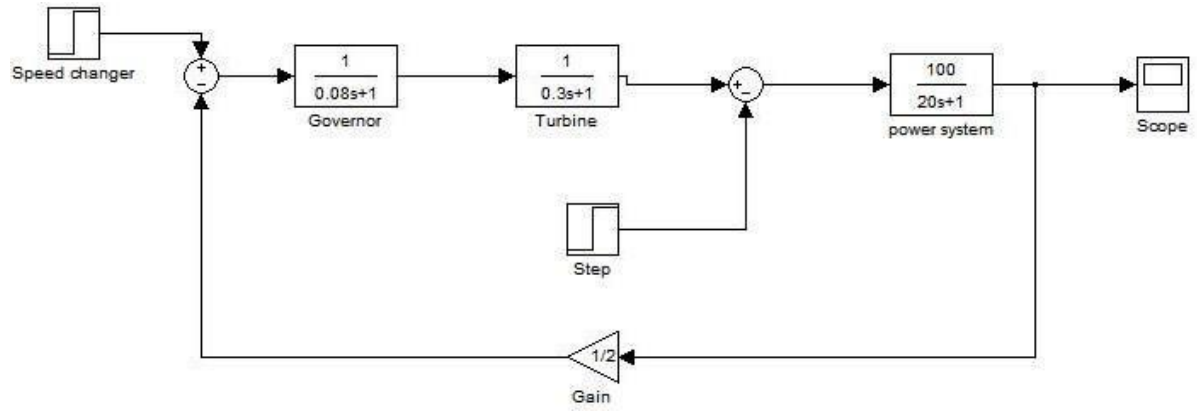 Speed changer
+
−
1
0.08s+1
Governor
1
0.3s+1
Turbine
+
−
100
20s+1
power system
Scope
Step
1/2
Gain